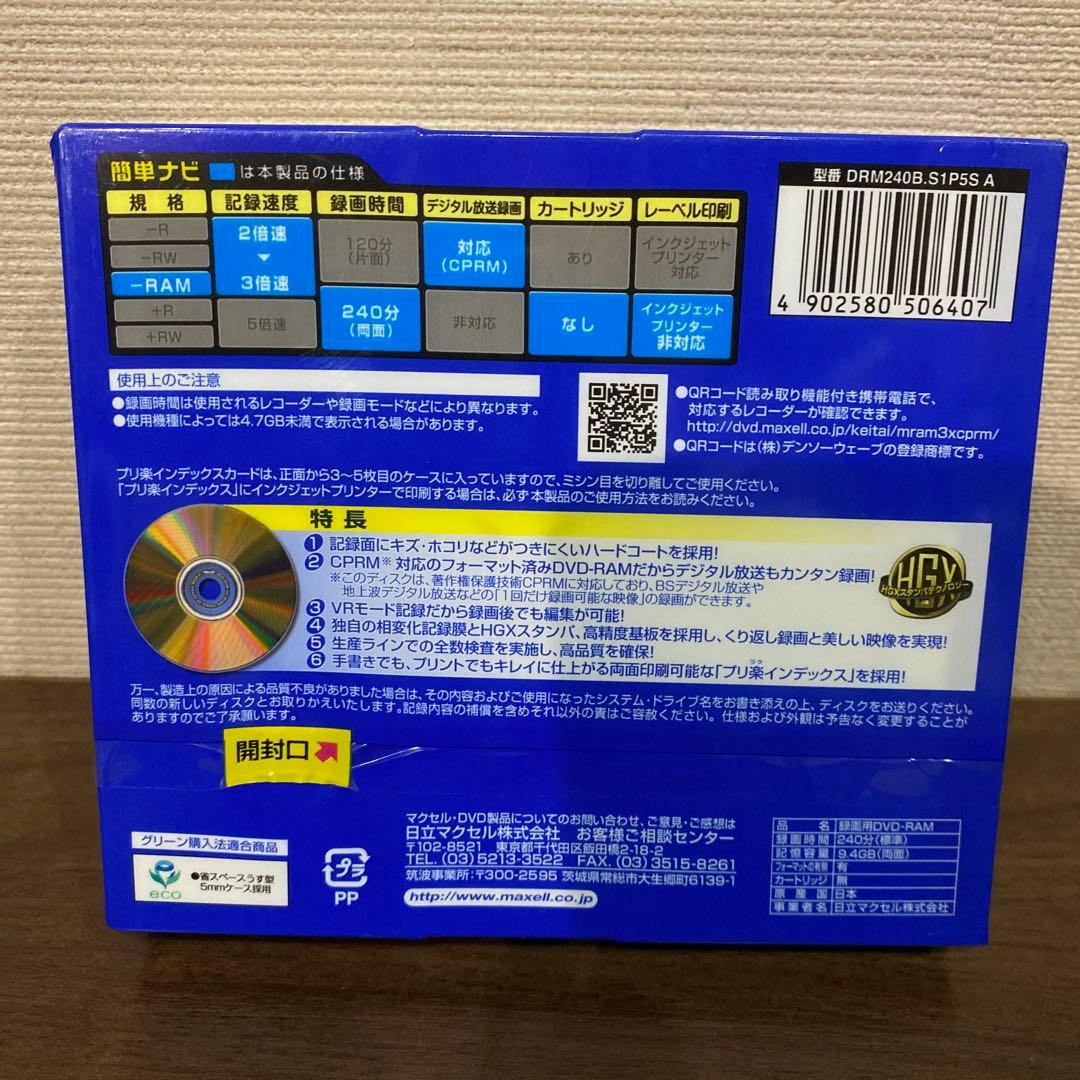 簡単ナビ は本製品の仕様
規格 記録速度 録画時間 デジタル放送録画 カートリッジ レーベル印刷
-R
-RW
-RAM
+R
+RW
2倍速
3倍速
5倍速
120分
(片面)
240分
(両面)
対応
(CPRM)
非対応
あり
なし
インクジェット
プリンター
対応
インクジェット
プリンター
非対応
型番 DRM240B.S1P5S A
4 902580 506407
使用上のご注意
●録画時間は使用されるレコーダーや録画モードなどにより異なります。
●使用機種によっては4.7GB未満で表示される場合があります。
●QRコード読み取り機能付き携帯電話で、
対応するレコーダーが確認できます。
http://dvd.maxell.co.jp/keitai/mram3xcprm/
●QRコードは(株)デンソーウェーブの登録商標です。
プリ楽インデックスカードは、正面から3〜5枚目のケースに入っていますので、ミシン目を切り離してご使用ください。
「プリ楽インデックス」にインクジェットプリンターで印刷する場合は、必ず本製品のご使用方法をお読みください。
特長
1 記録面にキズ・ホコリなどがつきにくいハードコートを採用!
2 CPRM※対応のフォーマット済みDVD-RAMだからデジタル放送もカンタン録画!
※このディスクは、著作権保護技術CPRMに対応しており、BSデジタル放送や
地上波デジタル放送などの「1回だけ録画可能な映像」の録画ができます。
3 VRモード記録だから録画後でも編集が可能!
4 独自の相変化記録膜とHGXスタンパ、高精度基板を採用し、くり返し録画と美しい映像を実現!
5 生産ラインでの全数検査を実施し、高品質を確保!
6 手書きでも、プリントでもキレイに仕上がる両面印刷可能な「プリ楽インデックス」を採用!
HGX
HGXスタンパテクノロジー
万一、製造上の原因による品質不良がありました場合は、その内容およびご使用になったシステム・ドライブ名をお書き添えの上、ディスクをお送りください。
同数の新しいディスクとお取りかえいたします。記録内容の補償を含めそれ以外の責はご容赦ください。仕様および外観は予告なく変更することが
ありますのでご了承願います。
開封口
グリーン購入法適合商品
eco
●省スペースうす型
5mmケース採用
プラ
PP
マクセル・DVD製品についてのお問い合わせ、ご意見・ご感想は
日立マクセル株式会社 お客様ご相談センター
〒102-8521 東京都千代田区飯田橋2-18-2
TEL. (03)5213-3522 FAX. (03)3515-8261
筑波事業所:〒300-2595 茨城県常総市大生郷町6139-1
http://www.maxell.co.jp
品名 録画用DVD-RAM
録画時間 240分(標準)
記憶容量 9.4GB(両面)
フォーマットの有無 有
カートリッジ 無
原産国 日本
事業者名 日立マクセル株式会社